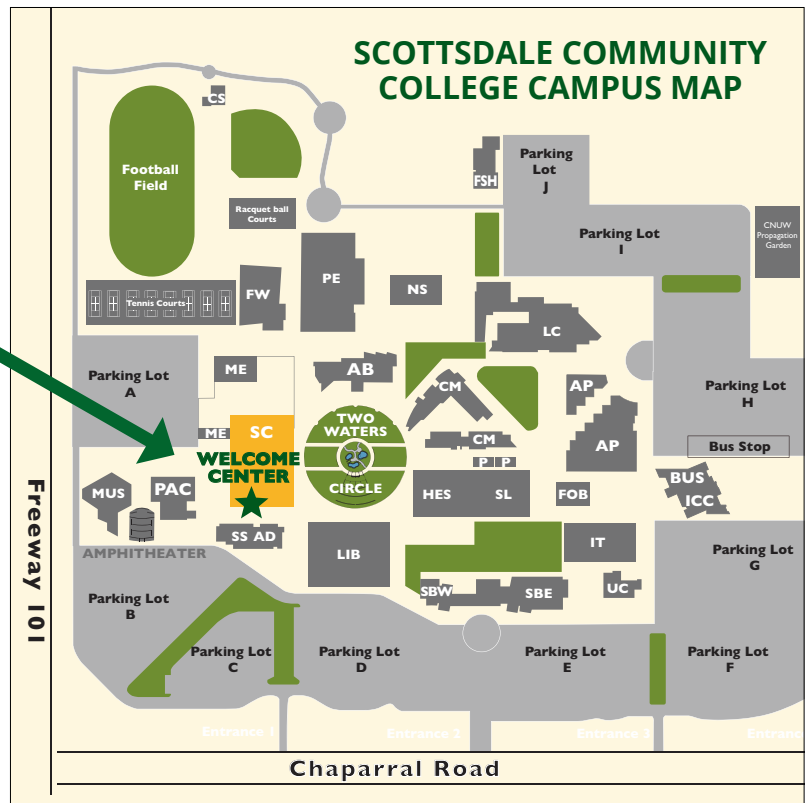 SCOTTSDALE COMMUNITY
COLLEGE CAMPUS MAP
CS
Football
Field
Parking
Lot
J
FSH
Racquet ball
Courts
Parking Lot
I
CNUW
Propagation
Garden
PE
FW
NS
Tennis Courts
LC
ME
AB
Parking Lot
A
CM
AP
Parking Lot
H
TWO
WATERS
CIRCLE
ME
SC
CM
AP
Bus Stop
WELCOME
CENTER
P
P
MUS
PAC
HES
SL
FOB
BUS
ICC
Freeway 101
SS AD
AMPHITHEATER
LIB
IT
Parking Lot
G
Parking Lot
B
SBW
SBE
UC
Parking Lot
C
Parking Lot
D
Parking Lot
E
Parking Lot
F
Entrance 1
Entrance 2
Entrance 3
Entranc
Chaparral Road